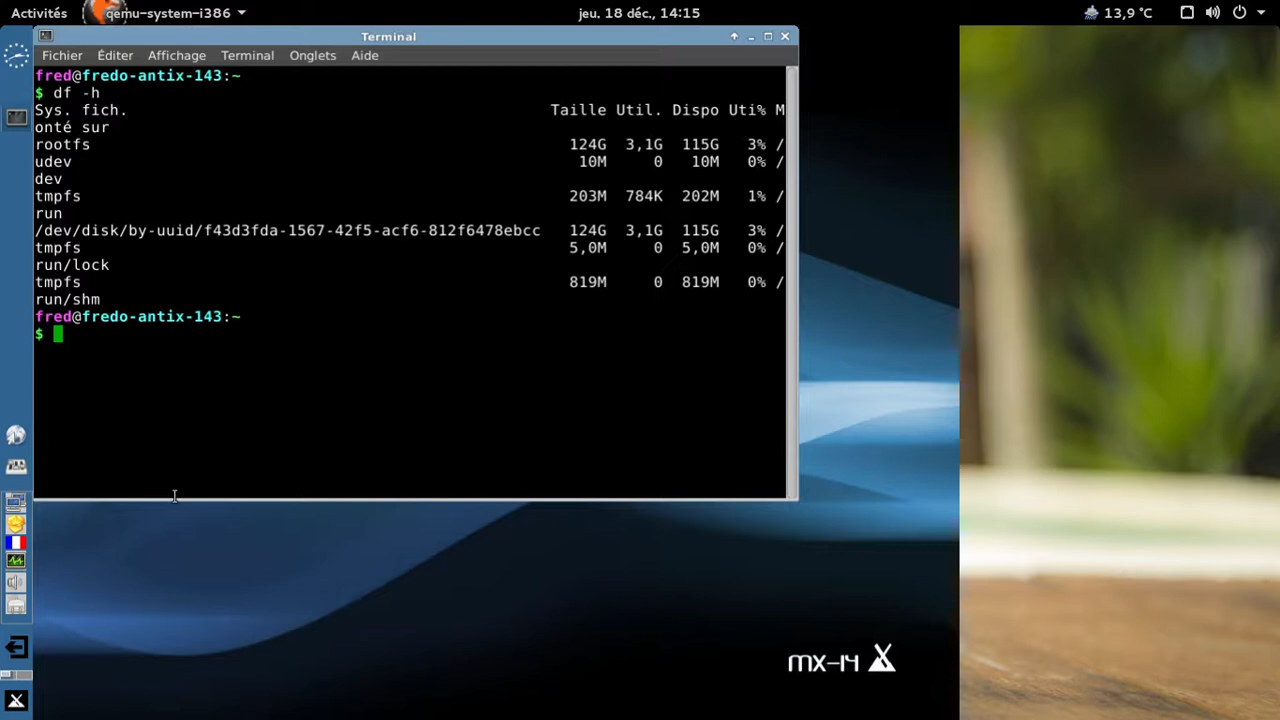 Activités qemu-system-i386 jeu. 18 déc., 14:15 13,9 °C
Terminal
Fichier Éditer Affichage Terminal Onglets Aide
fred@fredo-antix-143:~
$ df -h
Sys. fich. Taille Util. Dispo Uti% M
onté sur
rootfs 124G 3,1G 115G 3% /
udev 10M 0 10M 0% /
dev
tmpfs 203M 784K 202M 1% /
run
/dev/disk/by-uuid/f43d3fda-1567-42f5-acf6-812f6478ebcc 124G 3,1G 115G 3% /
tmpfs 5,0M 0 5,0M 0% /
run/lock
tmpfs 819M 0 819M 0% /
run/shm
fred@fredo-antix-143:~
$
mx-14